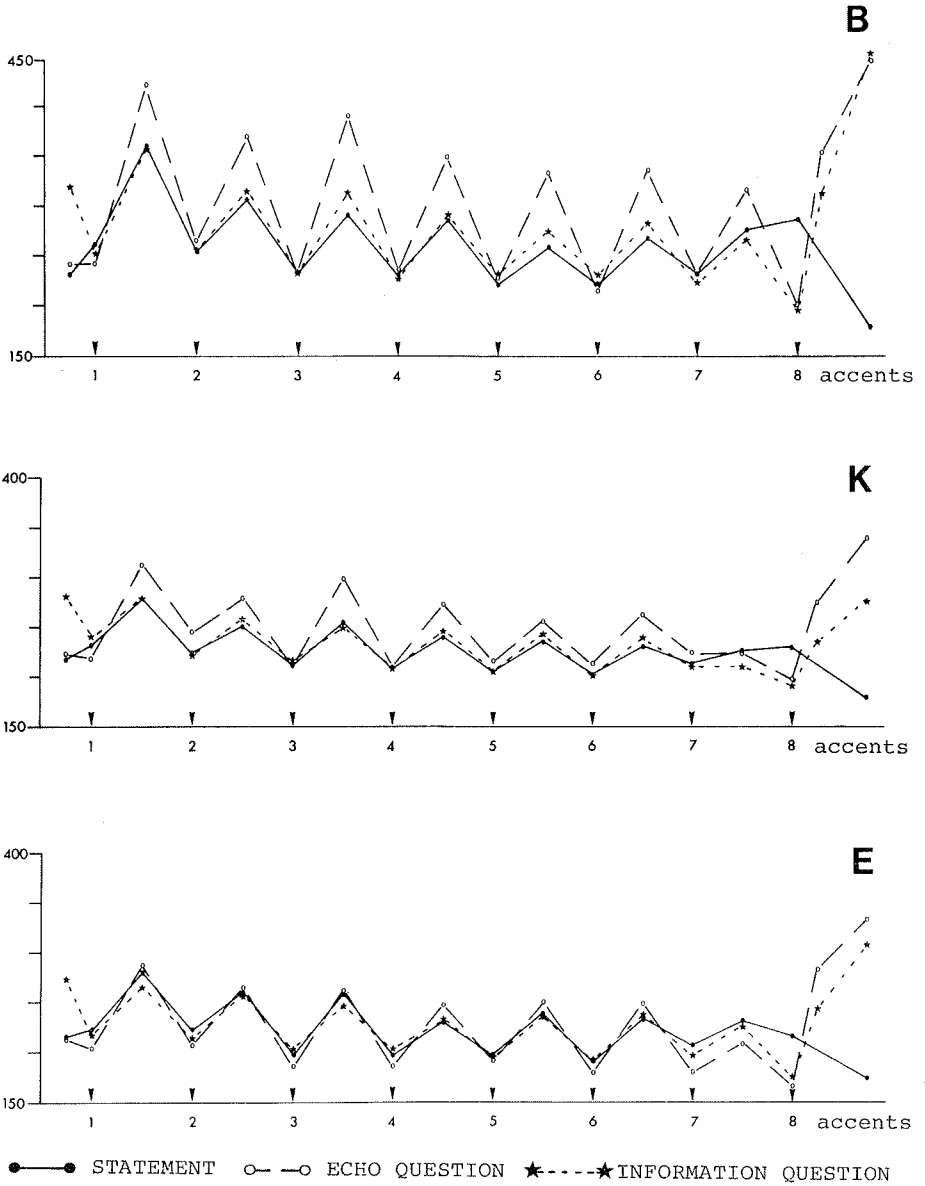 B
450
150
1 2 3 4 5 6 7 8 accents
K
400
150
1 2 3 4 5 6 7 8 accents
E
400
150
1 2 3 4 5 6 7 8 accents
STATEMENT ECHO QUESTION INFORMATION QUESTION